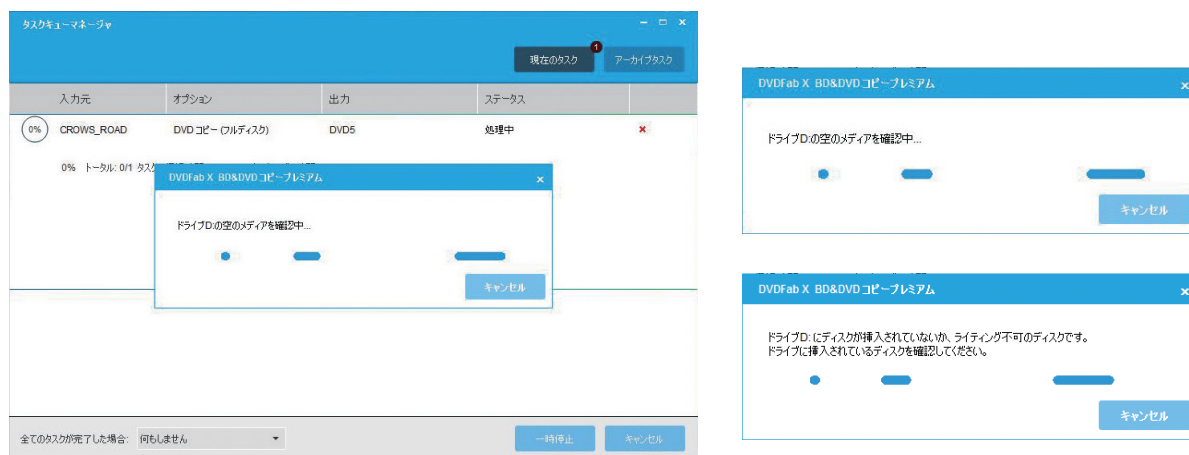 タスクキューマネージャ
現在のタスク
1
アーカイブタスク
入力元 オプション 出力 ステータス
0% CROWS_ROAD DVD コピー (フルディスク) DVD5 処理中
0% トータル: 0/1 タスク
DVDFab X BD&DVD コピープレミアム
ドライブD:の空のメディアを確認中...
キャンセル
全てのタスクが完了した場合: 何もしません
一時停止
キャンセル
DVDFab X BD&DVD コピープレミアム
ドライブD:の空のメディアを確認中...
キャンセル
DVDFab X BD&DVD コピープレミアム
ドライブD: にディスクが挿入されていないか、ライティング不可のディスクです。
ドライブに挿入されているディスクを確認してください。
キャンセル